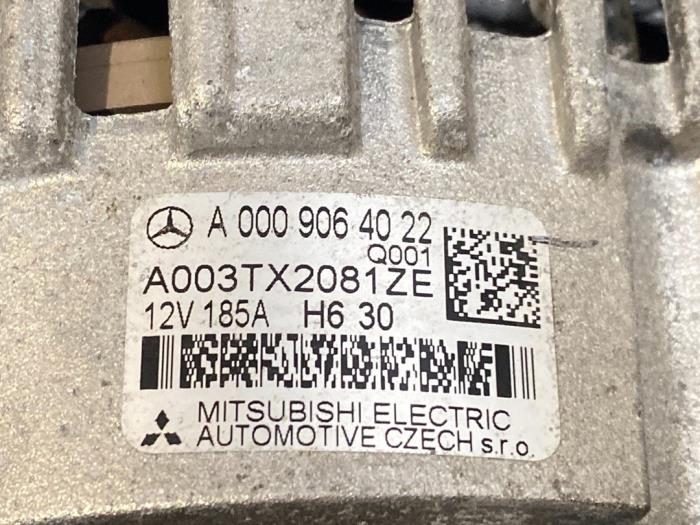 A 000 906 40 22
Q001
A003TX2081ZE
12V 185A H6 30
MITSUBISHI ELECTRIC
AUTOMOTIVE CZECH s.r.o.